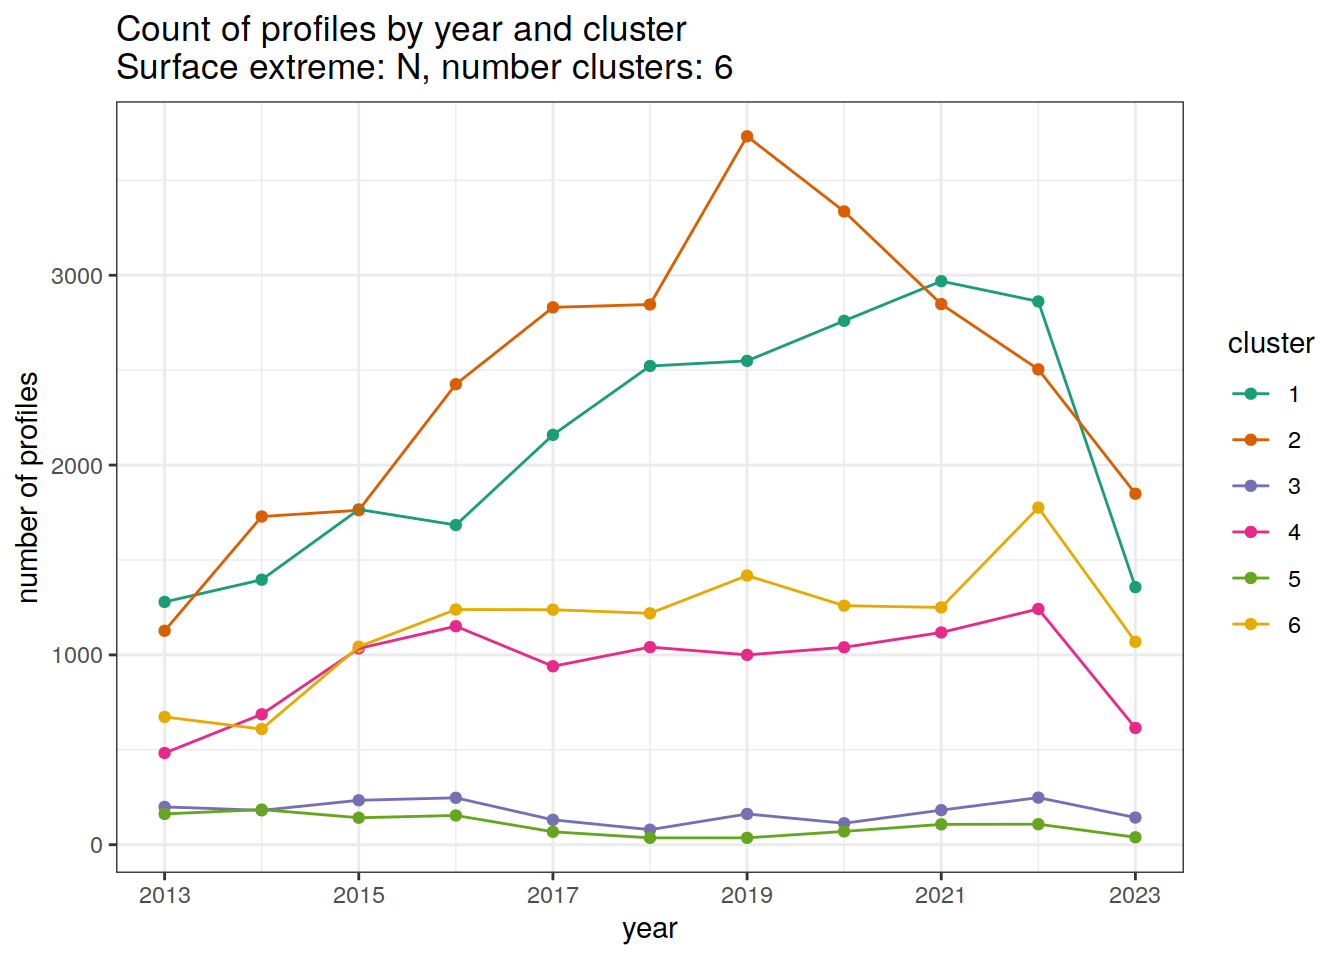 Count of profiles by year and cluster
Surface extreme: N, number clusters: 6
number of profiles
3000
2000
1000
0
2013 2015 2017 2019 2021 2023
year
cluster
1
2
3
4
5
6